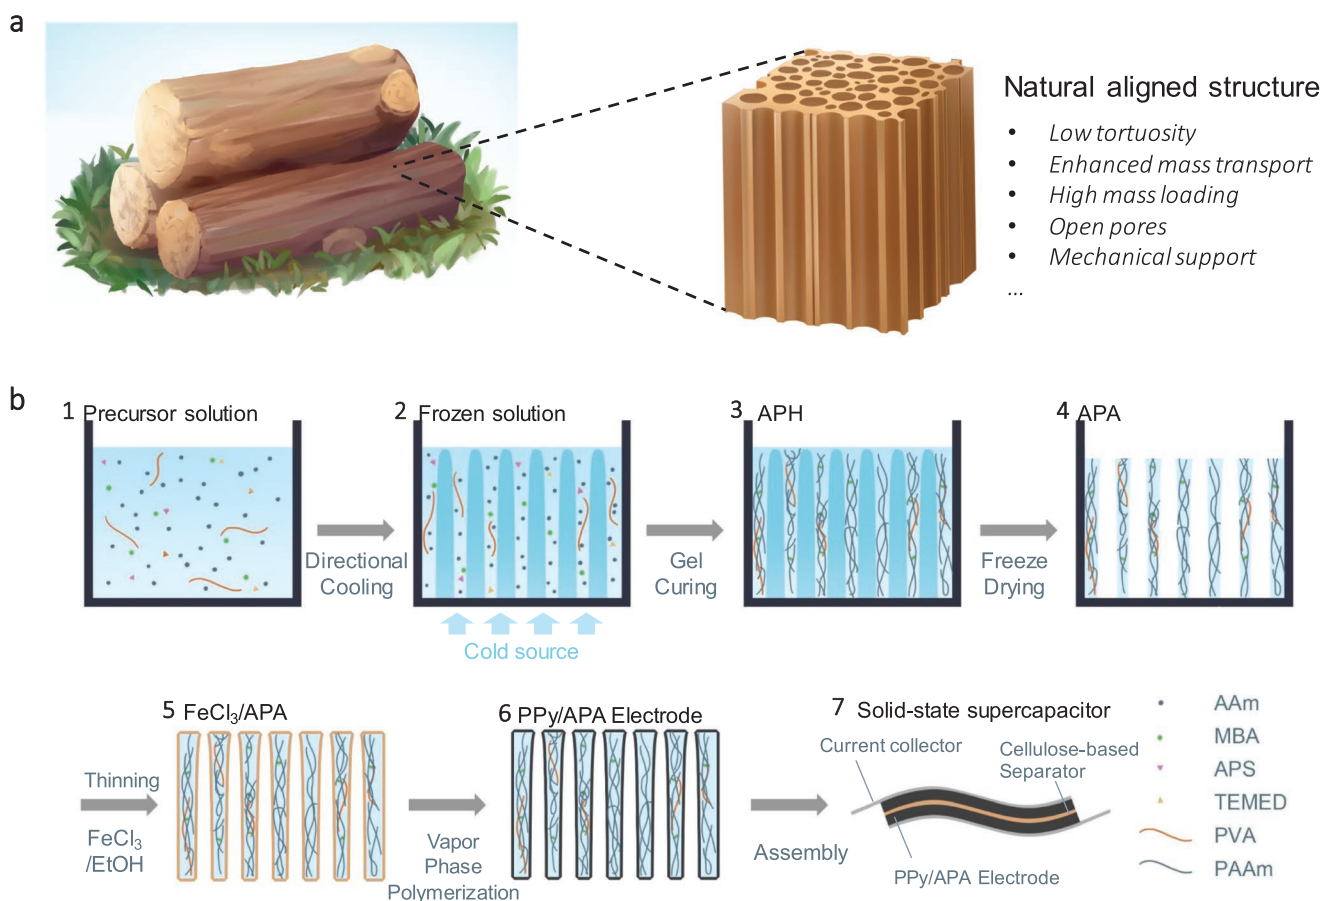 a
Natural aligned structure
• Low tortuosity
• Enhanced mass transport
• High mass loading
• Open pores
• Mechanical support
...
b
1 Precursor solution
2 Frozen solution
3 APH
4 APA
Directional
Cooling
Gel
Curing
Freeze
Drying
Cold source
5 FeCl₃/APA
6 PPy/APA Electrode
7 Solid-state supercapacitor
Thinning
FeCl₃
/EtOH
Vapor
Phase
Polymerization
Assembly
Current collector
Cellulose-based
Separator
PPy/APA Electrode
AAm
MBA
APS
TEMED
PVA
PAAm